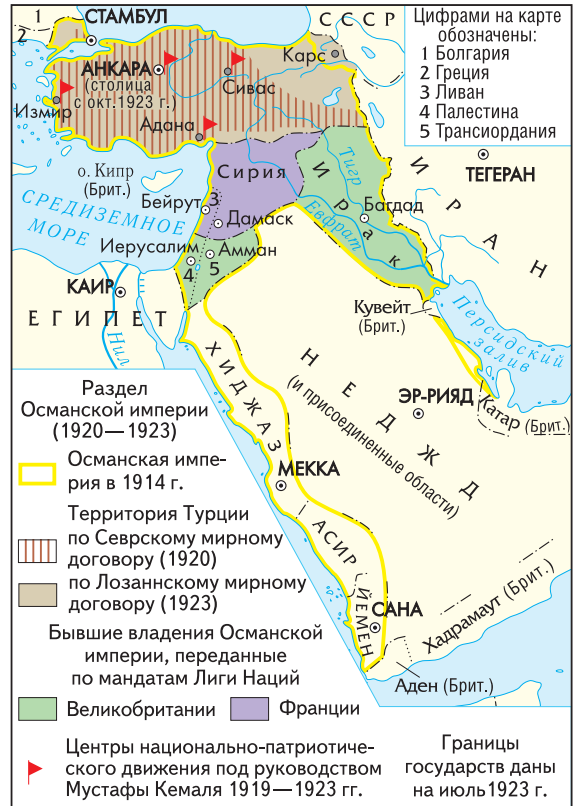 СТАМБУЛ
СССР
Цифрами на карте
обозначены:
1 Болгария
2 Греция
3 Ливан
4 Палестина
5 Трансиордания
1
2
АНКАРА
(столица
с окт.1923 г.)
Карс
Сивас
Измир
Адана
ТЕГЕРАН
о. Кипр
(Брит.)
Сирия
Тигр
ИРАН
Ирак
Бейрут
3
Багдад
Евфрат
СРЕДИЗЕМНОЕ
МОРЕ
Дамаск
Иерусалим
Амман
4
5
КАИР
ЕГИПЕТ
Нил
Кувейт
(Брит.)
Персидский
залив
ХИДЖАЗ
НЕДЖД
(и присоединенные области)
ЭР-РИЯД
Катар (Брит.)
МЕККА
АСИР
ЙЕМЕН
САНА
Хадрамаут (Брит.)
Аден (Брит.)
Раздел
Османской империи
(1920—1923)
Османская импе-
рия в 1914 г.
Территория Турции
по Севрскому мирному
договору (1920)
по Лозаннскому мирному
договору (1923)
Бывшие владения Османской
империи, переданные
по мандатам Лиги Наций
Великобритании
Франции
Центры национально-патриотиче-
ского движения под руководством
Мустафы Кемаля 1919—1923 гг.
Границы
государств даны
на июль1923 г.